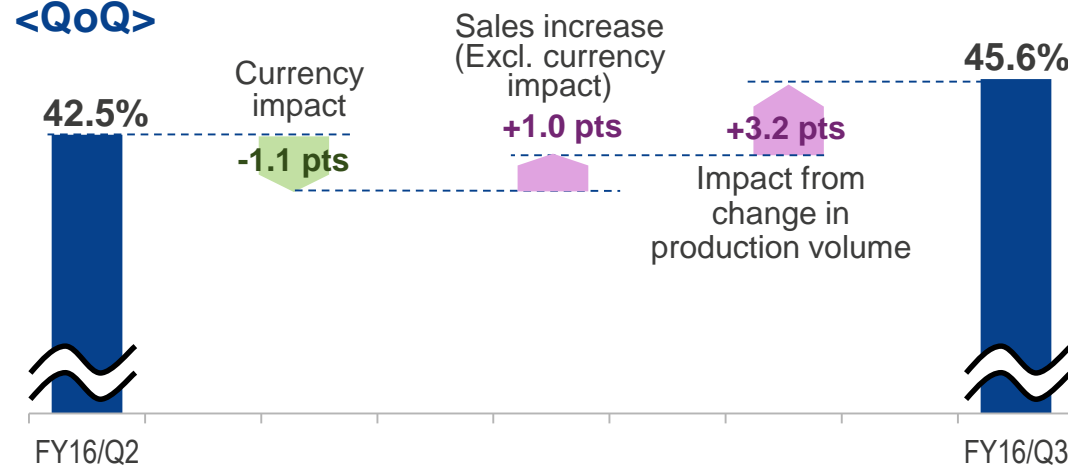 <QoQ>
42.5%
Currency
impact
-1.1 pts
Sales increase
(Excl. currency
impact)
+1.0 pts
+3.2 pts
Impact from
change in
production volume
45.6%
FY16/Q2
FY16/Q3